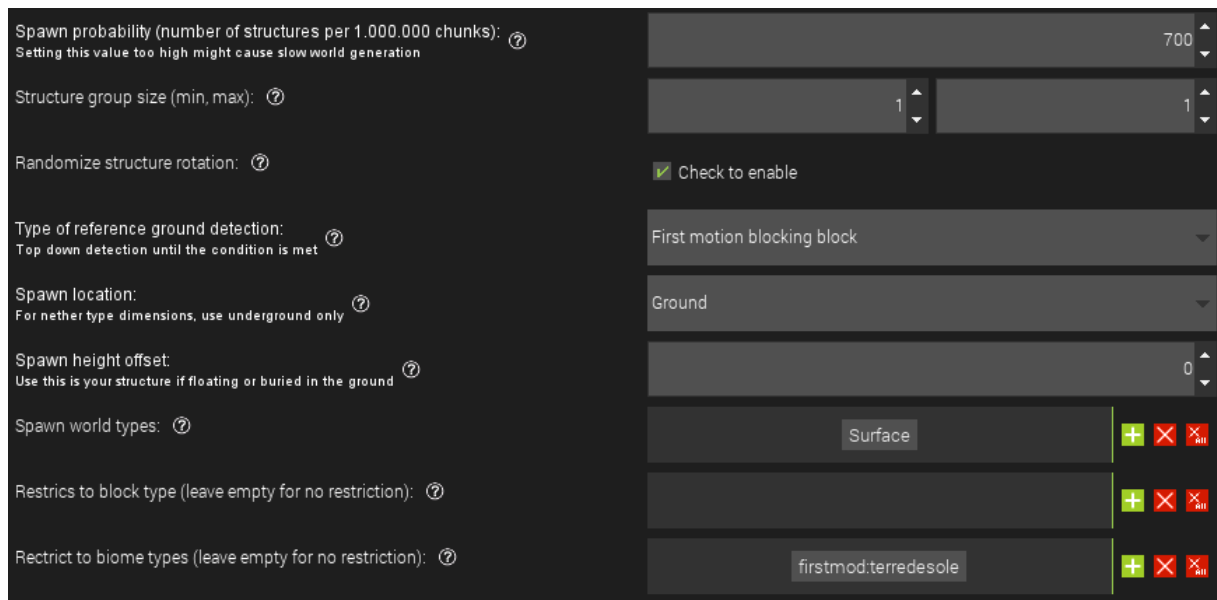 Spawn probability (number of structures per 1.000.000 chunks):
Setting this value too high might cause slow world generation
700
Structure group size (min, max):
1
1
Randomize structure rotation:
Check to enable
Type of reference ground detection:
Top down detection until the condition is met
First motion blocking block
Spawn location:
For nether type dimensions, use underground only
Ground
Spawn height offset:
Use this is your structure if floating or buried in the ground
0
Spawn world types:
Surface
Restrics to block type (leave empty for no restriction):
Rectrict to biome types (leave empty for no restriction):
firstmod:terredesole